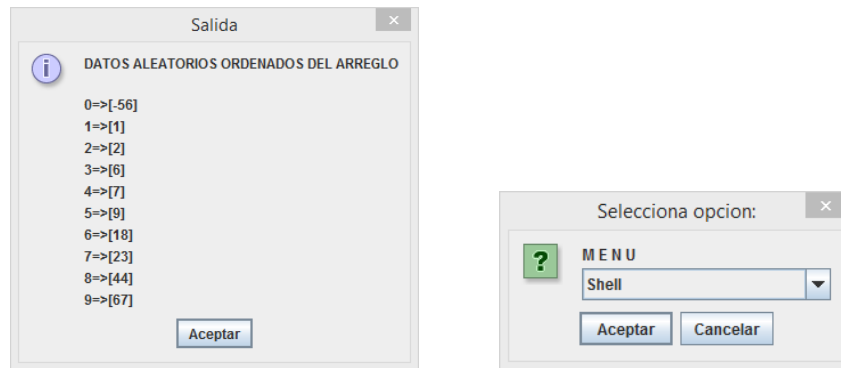 Salida
DATOS ALEATORIOS ORDENADOS DEL ARREGLO
0=>[-56]
1=>[1]
2=>[2]
3=>[6]
4=>[7]
5=>[9]
6=>[18]
7=>[23]
8=>[44]
9=>[67]
Aceptar
Selecciona opcion:
M E N U
Shell
Aceptar Cancelar